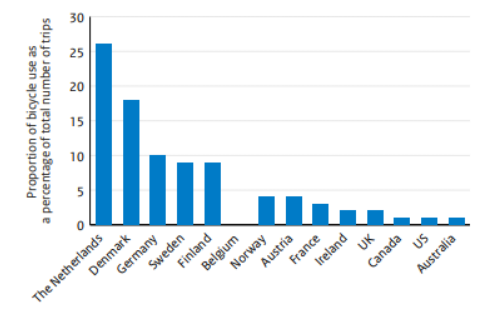 Proportion of bicycle use as
a percentage of total number of trips
30
25
20
15
10
5
0
The Netherlands
Denmark
Germany
Sweden
Finland
Belgium
Norway
Austria
France
Ireland
UK
Canada
US
Australia